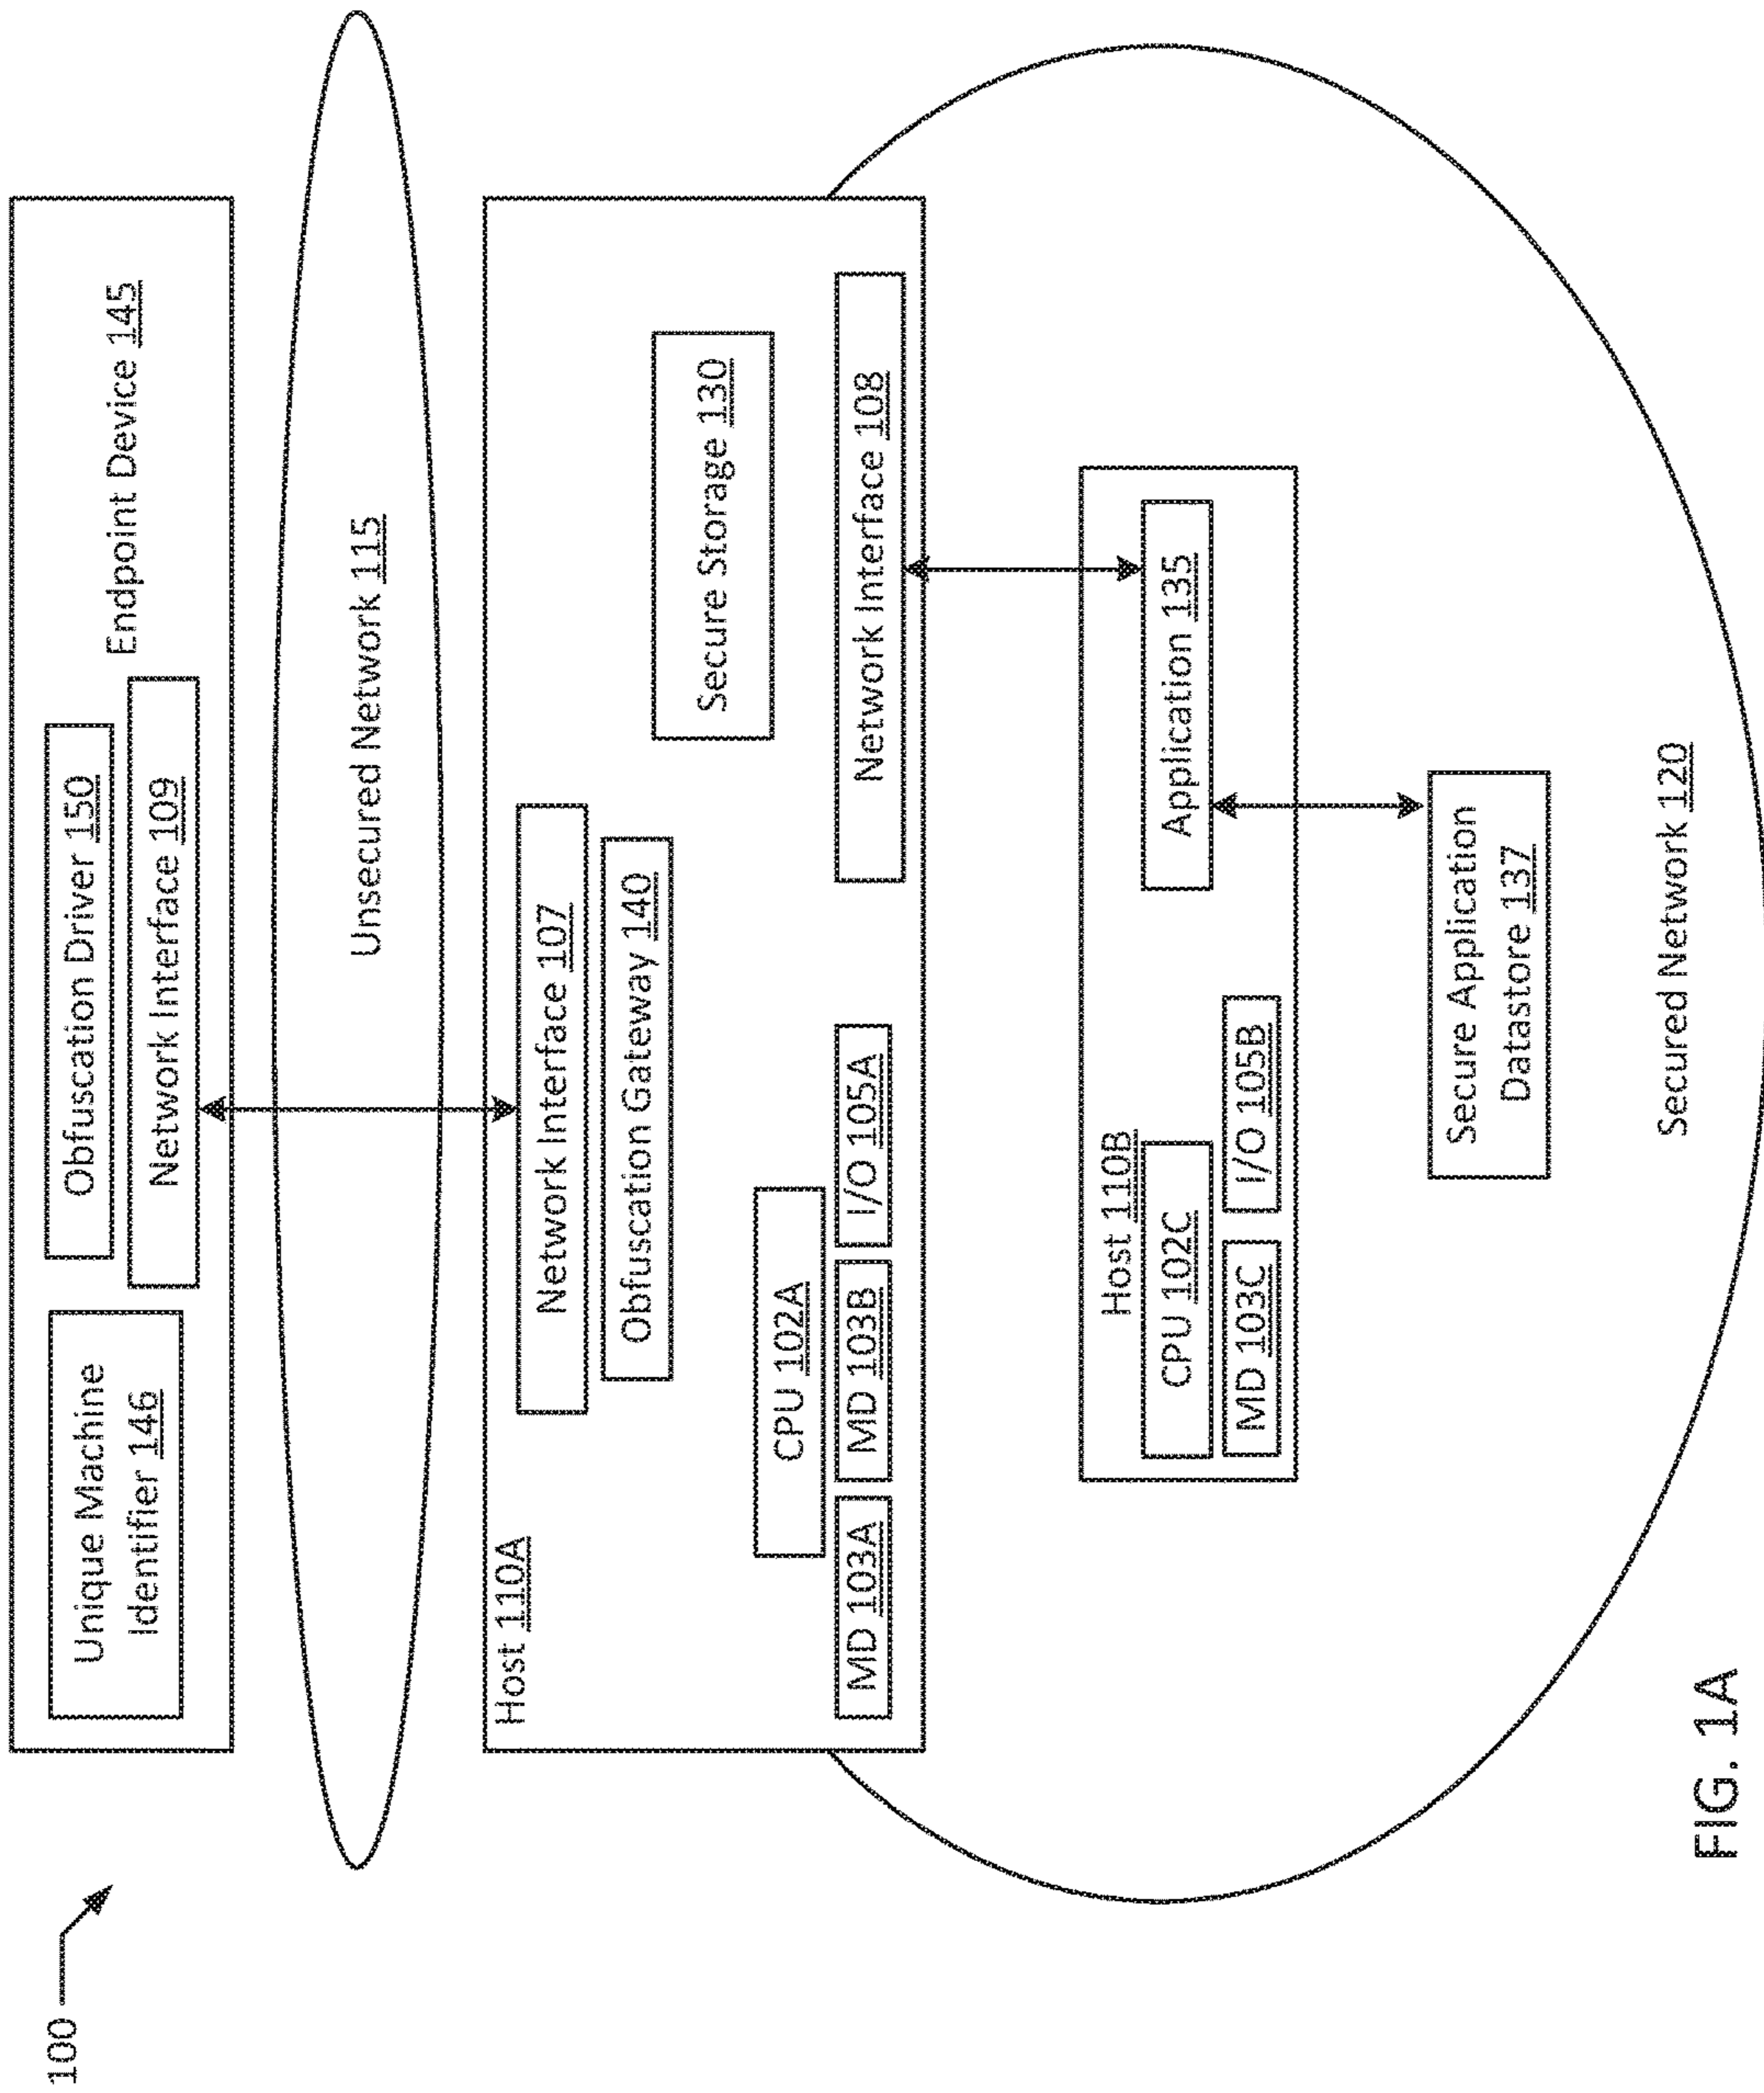 100
Unique Machine
Identifier 146
Obfuscation Driver 150
Network Interface 109
Endpoint Device 145
Unsecured Network 115
Host 110A
Network Interface 107
Obfuscation Gateway 140
Secure Storage 130
CPU 102A
MD 103A
MD 103B
I/O 105A
Network Interface 108
Host 110B
CPU 102C
MD 103C
I/O 105B
Application 135
Secure Application
Datastore 137
Secured Network 120
FIG. 1A